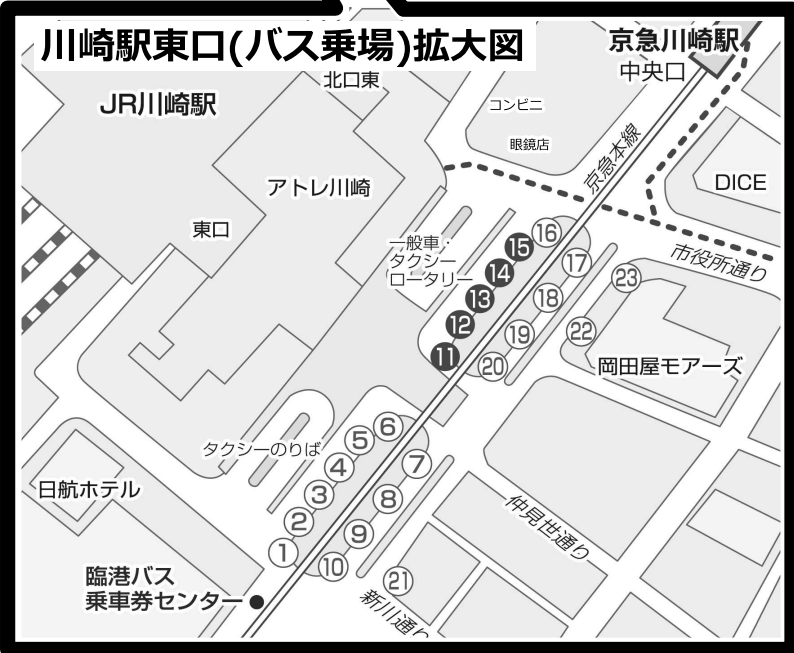 川崎駅東口(バス乗場)拡大図
京急川崎駅
中央口
北口東
JR川崎駅
コンビニ
眼鏡店
京急本線
アトレ川崎
DICE
東口
一般車・
タクシー
ロータリー
市役所通り
16
15
14
13
12
11
17
18
19
20
23
22
岡田屋モアーズ
タクシーのりば
6
5
4
3
2
1
7
8
9
10
21
日航ホテル
仲見世通り
新川通り
臨港バス
乗車券センター